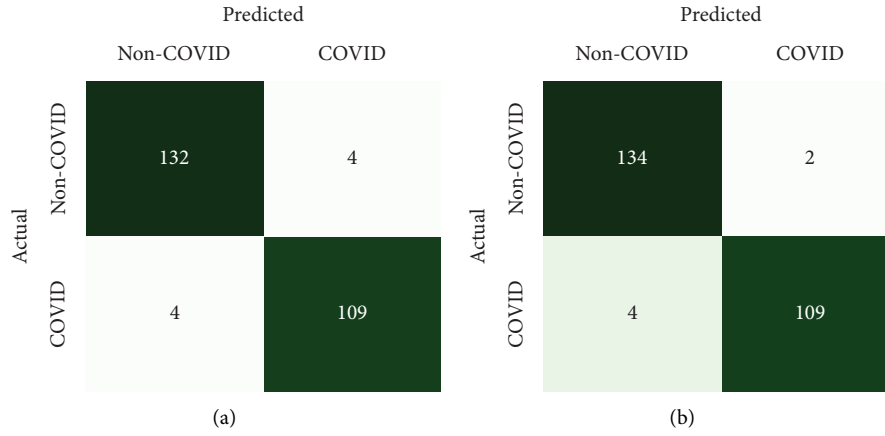 Predicted
Non-COVID COVID
Actual
Non-COVID
132 4
COVID
4 109
(a)
Predicted
Non-COVID COVID
Actual
Non-COVID
134 2
COVID
4 109
(b)